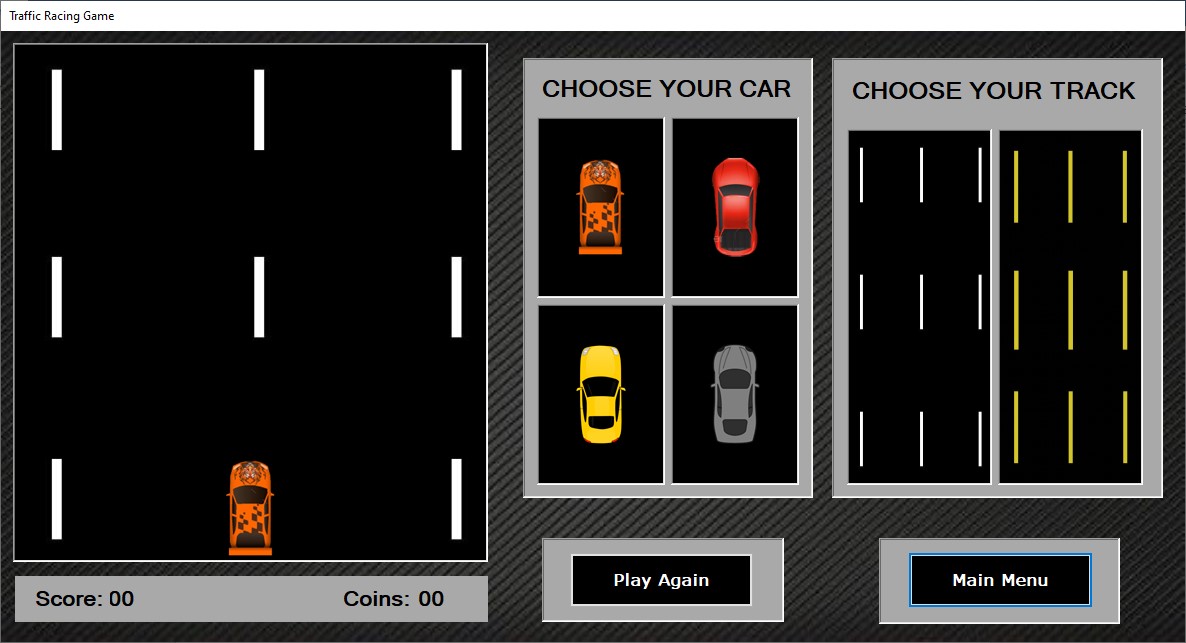 Traffic Racing Game
CHOOSE YOUR CAR
CHOOSE YOUR TRACK
Play Again
Main Menu
Score: 00
Coins: 00